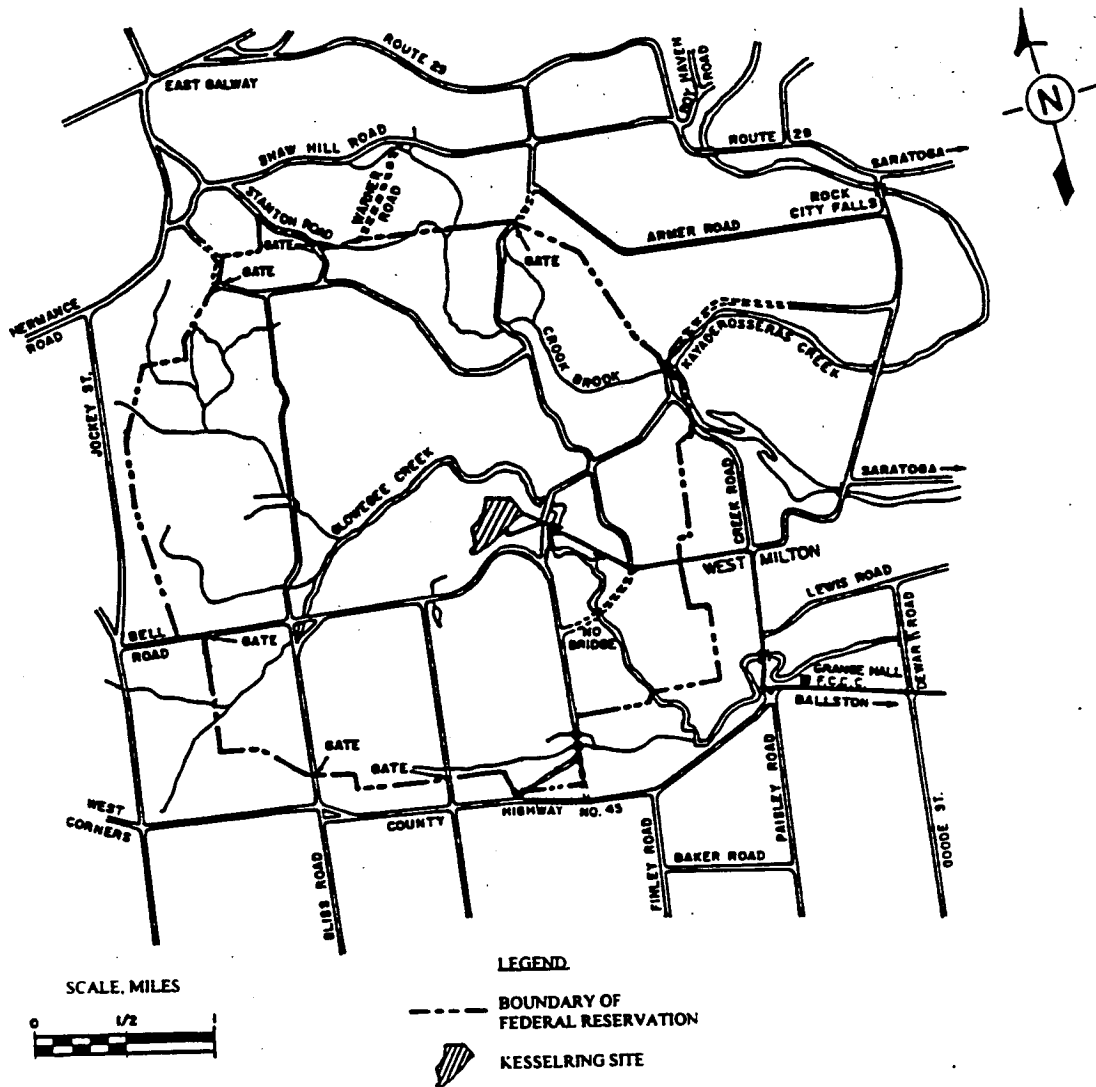 ROUTE 29
EAST GALWAY
ROY HAVEN
ROAD
N
SHAW HILL ROAD
ROUTE 29
SARATOGA
WARNER
ROAD
STANTON ROAD
ROCK
CITY FALLS
ARMER ROAD
GATE
GATE
GATE
HERMANCE
ROAD
CROOK BROOK
KAYADEROSSERAS CREEK
JOCKEY ST.
GLOWEGEE CREEK
CREEK ROAD
SARATOGA
WEST MILTON
LEWIS ROAD
BELL
ROAD
GATE
NO
BRIDGE
GRANGE HALL
F.C.C.C.
DEWAR ROAD
BALLSTON
GATE
GATE
WEST
CORNERS
COUNTY
HIGHWAY NO. 45
PAISLEY ROAD
GOODE ST.
BLISS ROAD
FINLEY ROAD
BAKER ROAD
LEGEND
SCALE, MILES
0 1/2 1
BOUNDARY OF
FEDERAL RESERVATION
KESSELRING SITE